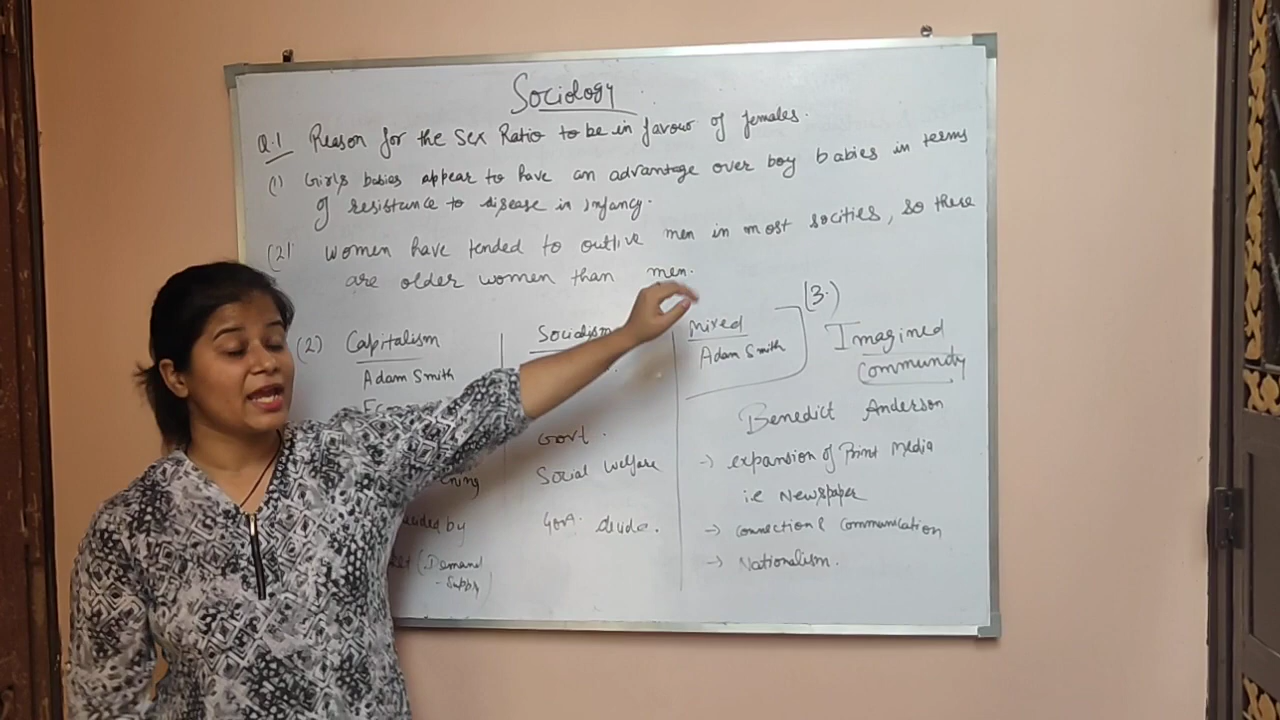 Sociology
Q.1 Reason for the Sex Ratio to be in favour of females.
(1) Girls babies appear to have an advantage over boy babies in terms
of resistance to disease in infancy.
(2) women have tended to outlive men in most socities, so there
are older women than men.
(2) Capitalism
Adam Smith
by
(Demand
- Supply)
Socialism
Govt.
Social Welfare
Govt. decide.
Mixed
Adam Smith
(3.)
Imagined
Community
Benedict Anderson
-> expansion of Print Media
i.e Newspaper
-> connection & communication
-> Nationalism.